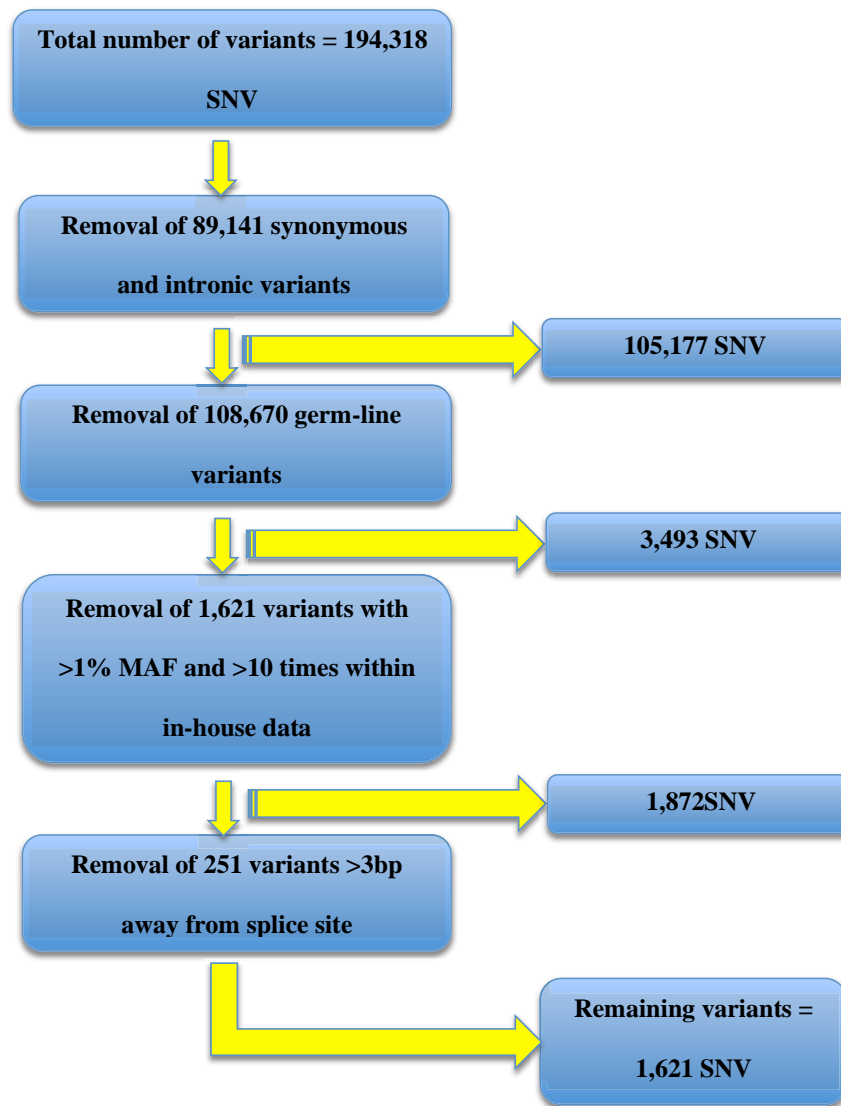 Total number of variants = 194,318
SNV
Removal of 89,141 synonymous
and intronic variants
105,177 SNV
Removal of 108,670 germ-line
variants
3,493 SNV
Removal of 1,621 variants with
>1% MAF and >10 times within
in-house data
1,872SNV
Removal of 251 variants >3bp
away from splice site
Remaining variants =
1,621 SNV